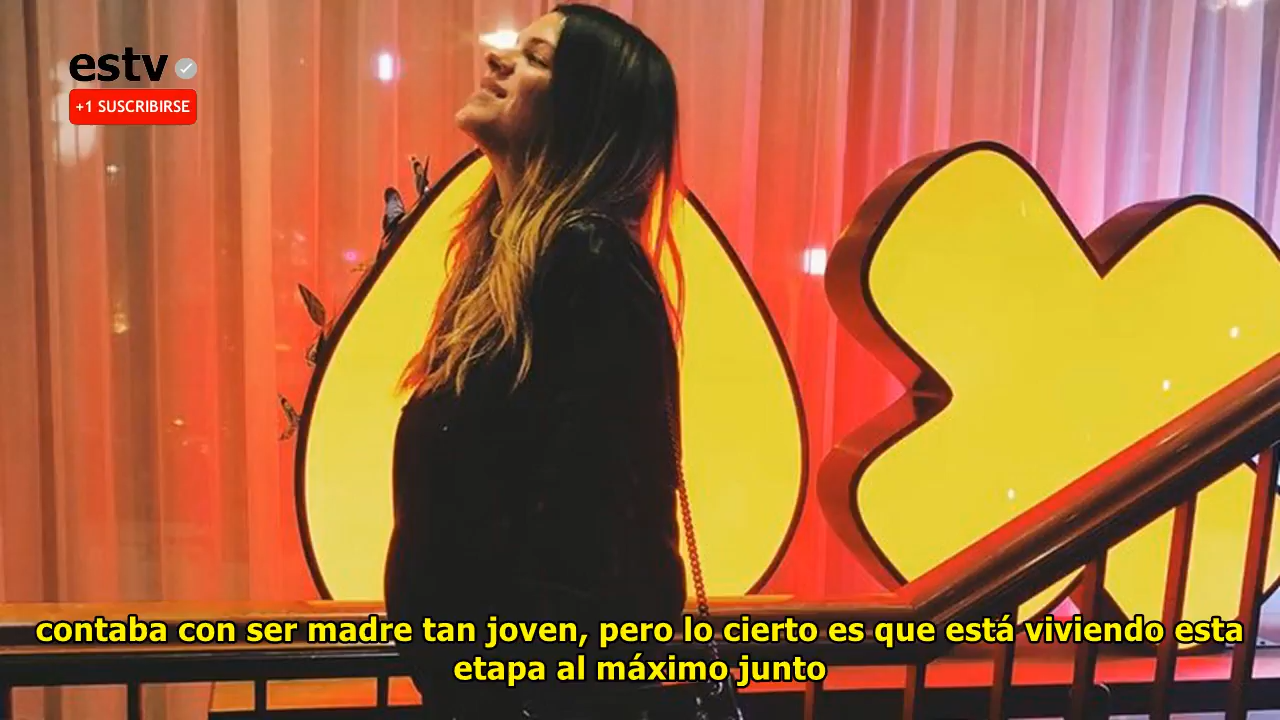 estv
+1 SUSCRIBIRSE
contaba con ser madre tan joven, pero lo cierto es que está viviendo esta
etapa al máximo junto